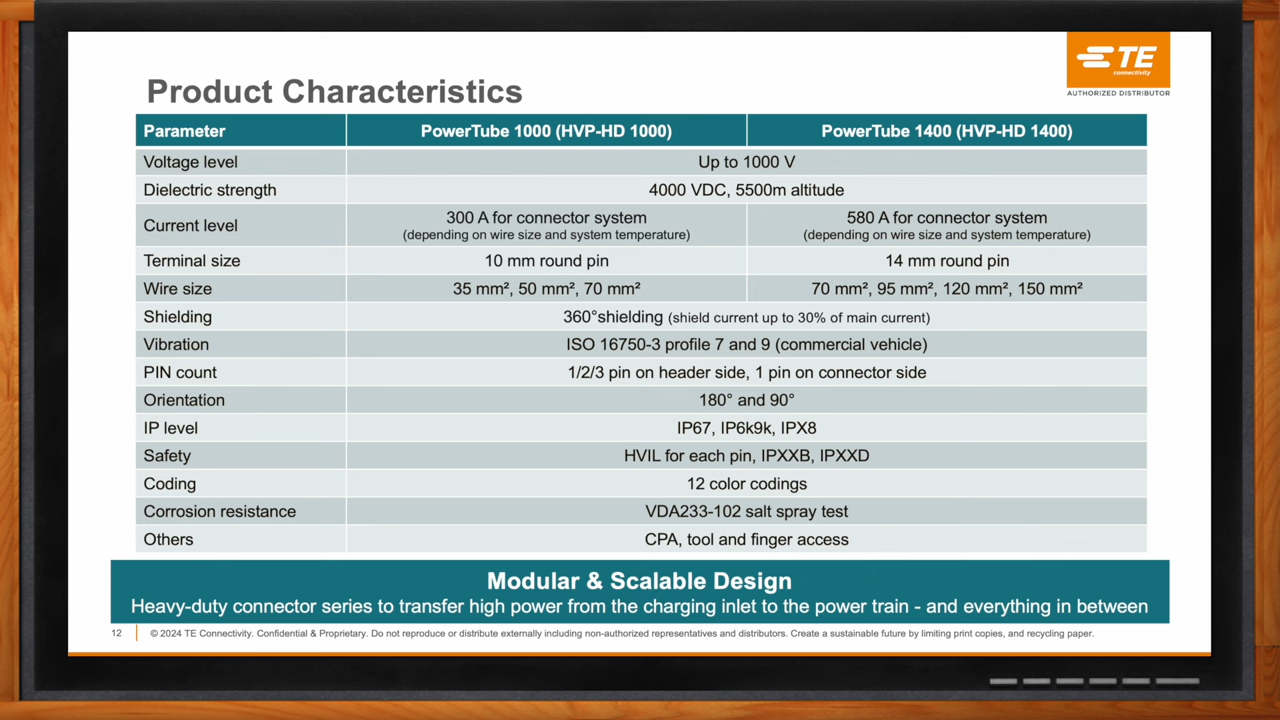 TE
connectivity
AUTHORIZED DISTRIBUTOR
Product Characteristics
Parameter PowerTube 1000 (HVP-HD 1000) PowerTube 1400 (HVP-HD 1400)
Voltage level Up to 1000 V
Dielectric strength 4000 VDC, 5500m altitude
Current level 300 A for connector system 580 A for connector system
(depending on wire size and system temperature) (depending on wire size and system temperature)
Terminal size 10 mm round pin 14 mm round pin
Wire size 35 mm², 50 mm², 70 mm² 70 mm², 95 mm², 120 mm², 150 mm²
Shielding 360°shielding (shield current up to 30% of main current)
Vibration ISO 16750-3 profile 7 and 9 (commercial vehicle)
PIN count 1/2/3 pin on header side, 1 pin on connector side
Orientation 180° and 90°
IP level IP67, IP6k9k, IPX8
Safety HVIL for each pin, IPXXB, IPXXD
Coding 12 color codings
Corrosion resistance VDA233-102 salt spray test
Others CPA, tool and finger access
Modular & Scalable Design
Heavy-duty connector series to transfer high power from the charging inlet to the power train - and everything in between
12 © 2024 TE Connectivity. Confidential & Proprietary. Do not reproduce or distribute externally including non-authorized representatives and distributors. Create a sustainable future by limiting print copies, and recycling paper.